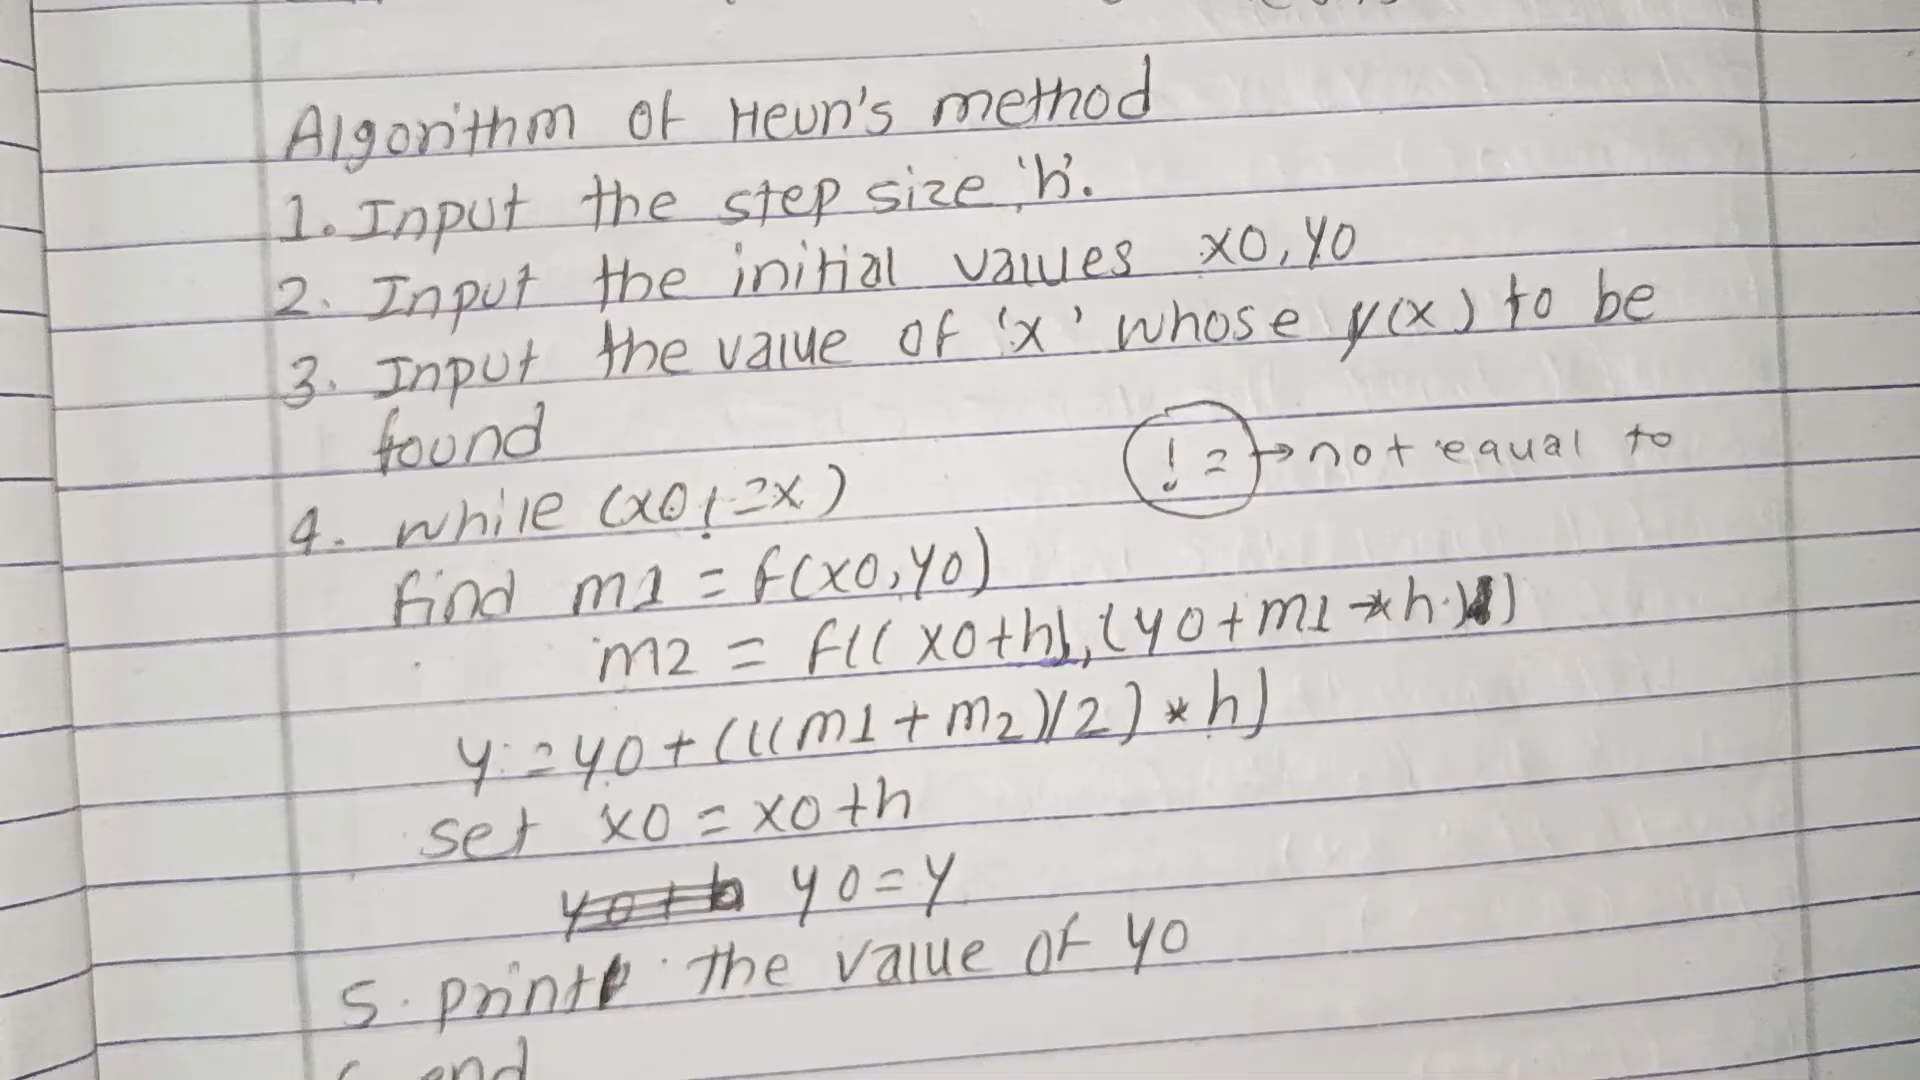 Algorithm of Heun's method
1. Input the step size 'h'.
2. Input the initial values x0, y0
3. Input the value of 'x' whose y(x) to be
found
!= → not equal to
4. while (x0!=x)
find m1 = f(x0,y0)
m2 = f((x0+h),(y0+m1*h))
y = y0+(((m1+m2)/2)*h)
set x0 = x0+h
y0=y
5. print the value of y0
6. end